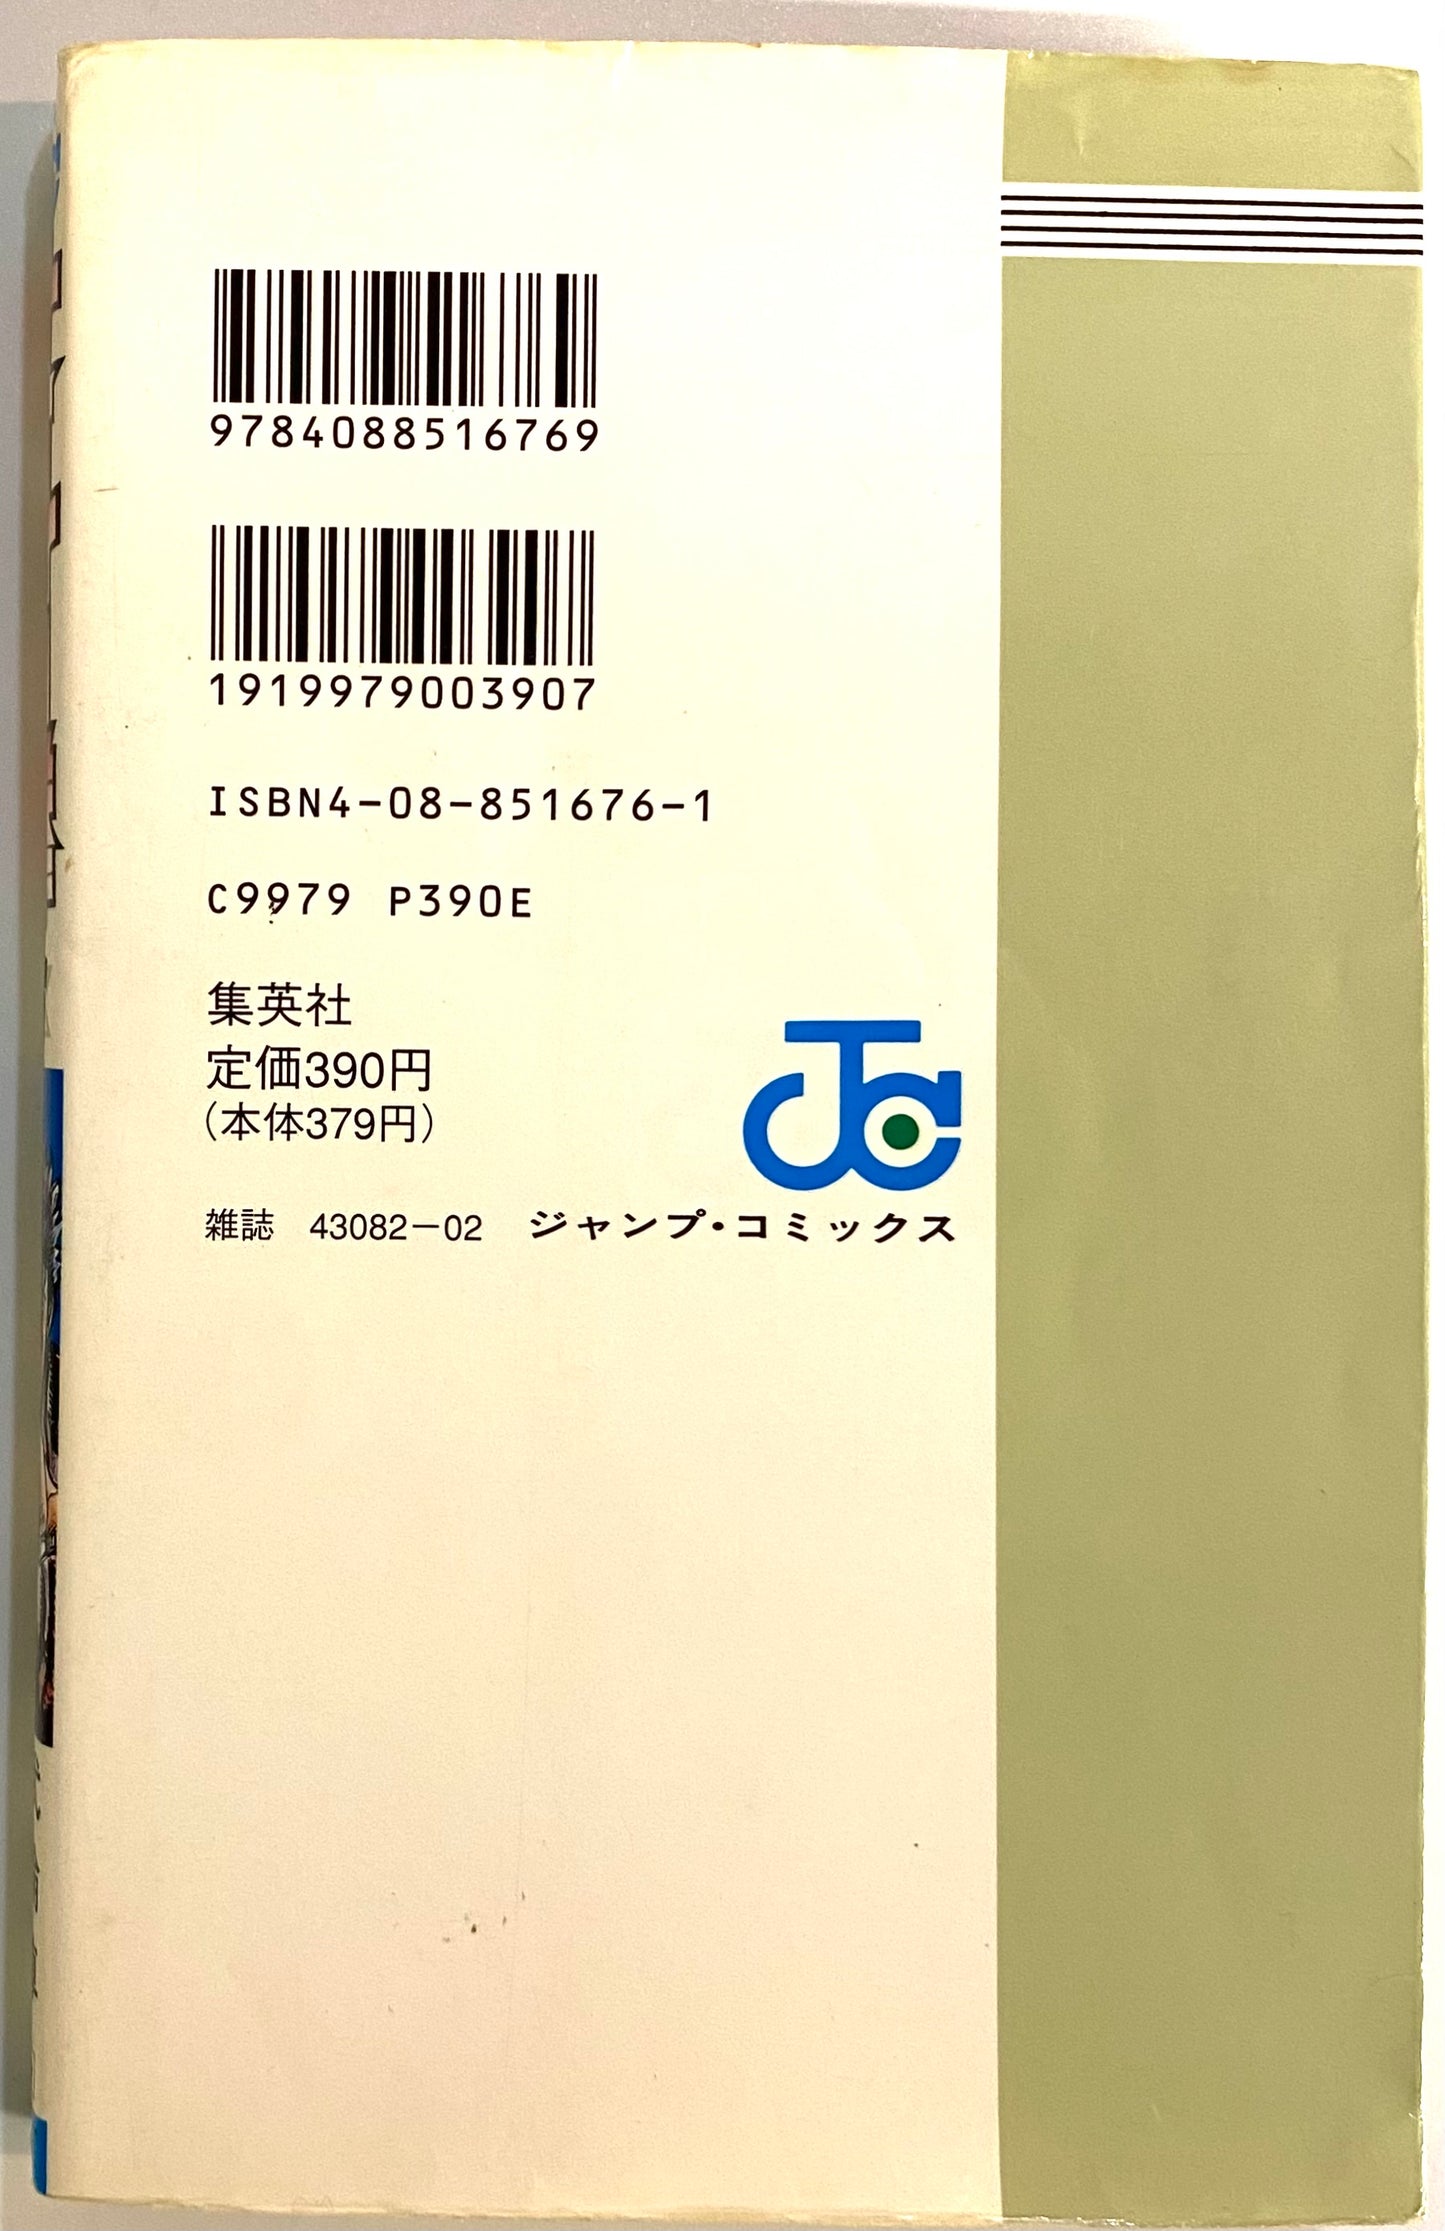 9784088516769
1919979003907
ISBN4-08-851676-1
C9979 P390E
集英社
定価390円
（本体379円）
JC
雑誌 43082-02 ジャンプ・コミックス